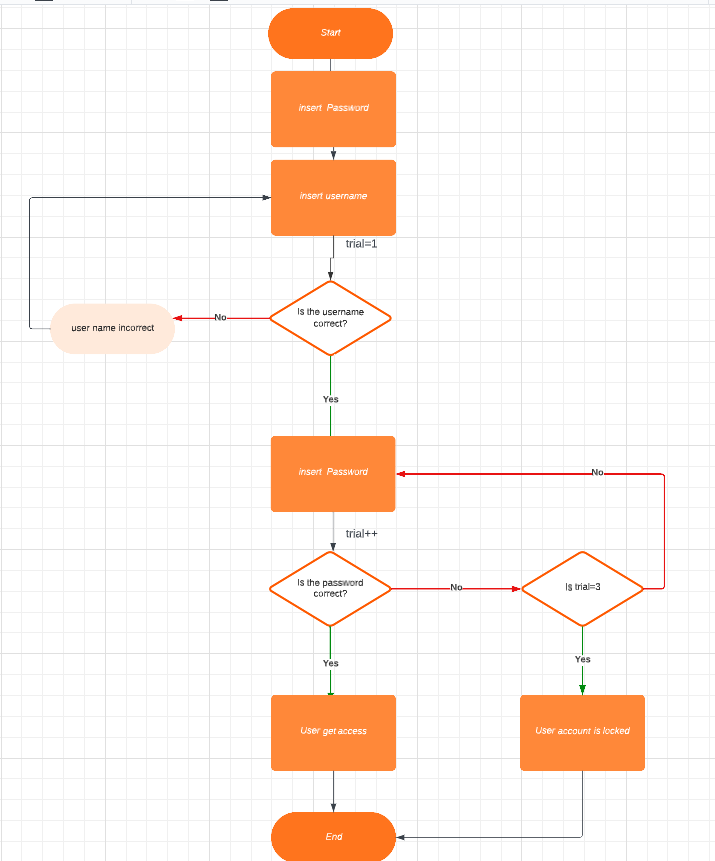 Start
insert Password
insert username
trial=1
Is the username
correct?
No
user name incorrect
Yes
insert Password
No
trial++
Is the password
correct?
No
Is trial=3
Yes
Yes
User get access
User account is locked
End